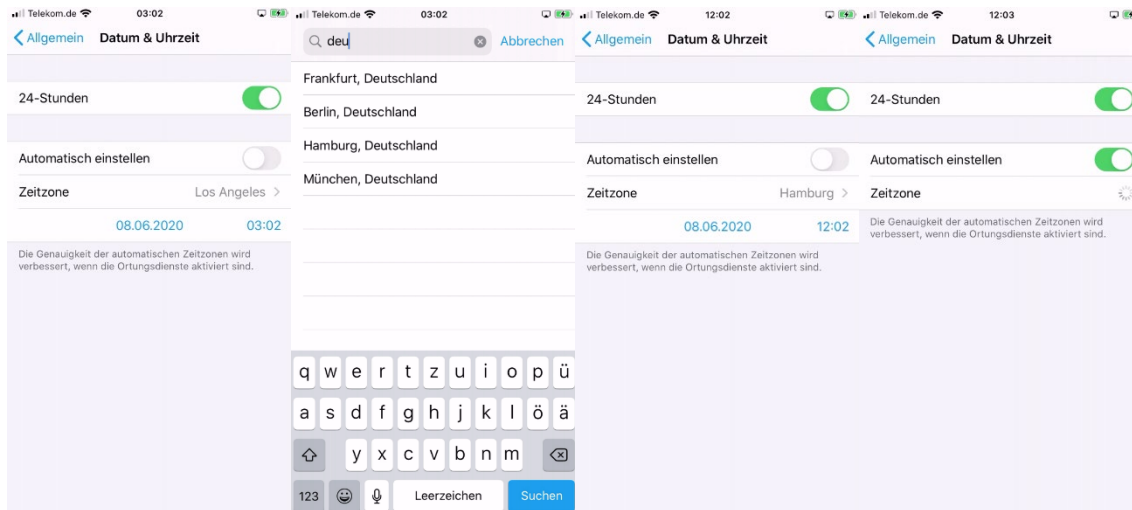 Telekom.de 03:02
Allgemein Datum & Uhrzeit
24-Stunden
Automatisch einstellen
Zeitzone Los Angeles
08.06.2020 03:02
Die Genauigkeit der automatischen Zeitzonen wird
verbessert, wenn die Ortungsdienste aktiviert sind.
Telekom.de 03:02
deu Abbrechen
Frankfurt, Deutschland
Berlin, Deutschland
Hamburg, Deutschland
München, Deutschland
q w e r t z u i o p ü
a s d f g h j k l ö ä
y x c v b n m
123 Leerzeichen Suchen
Telekom.de 12:02
Allgemein Datum & Uhrzeit
24-Stunden
Automatisch einstellen
Zeitzone Hamburg
08.06.2020 12:02
Die Genauigkeit der automatischen Zeitzonen wird
verbessert, wenn die Ortungsdienste aktiviert sind.
Telekom.de 12:03
Allgemein Datum & Uhrzeit
24-Stunden
Automatisch einstellen
Zeitzone
Die Genauigkeit der automatischen Zeitzonen wird
verbessert, wenn die Ortungsdienste aktiviert sind.